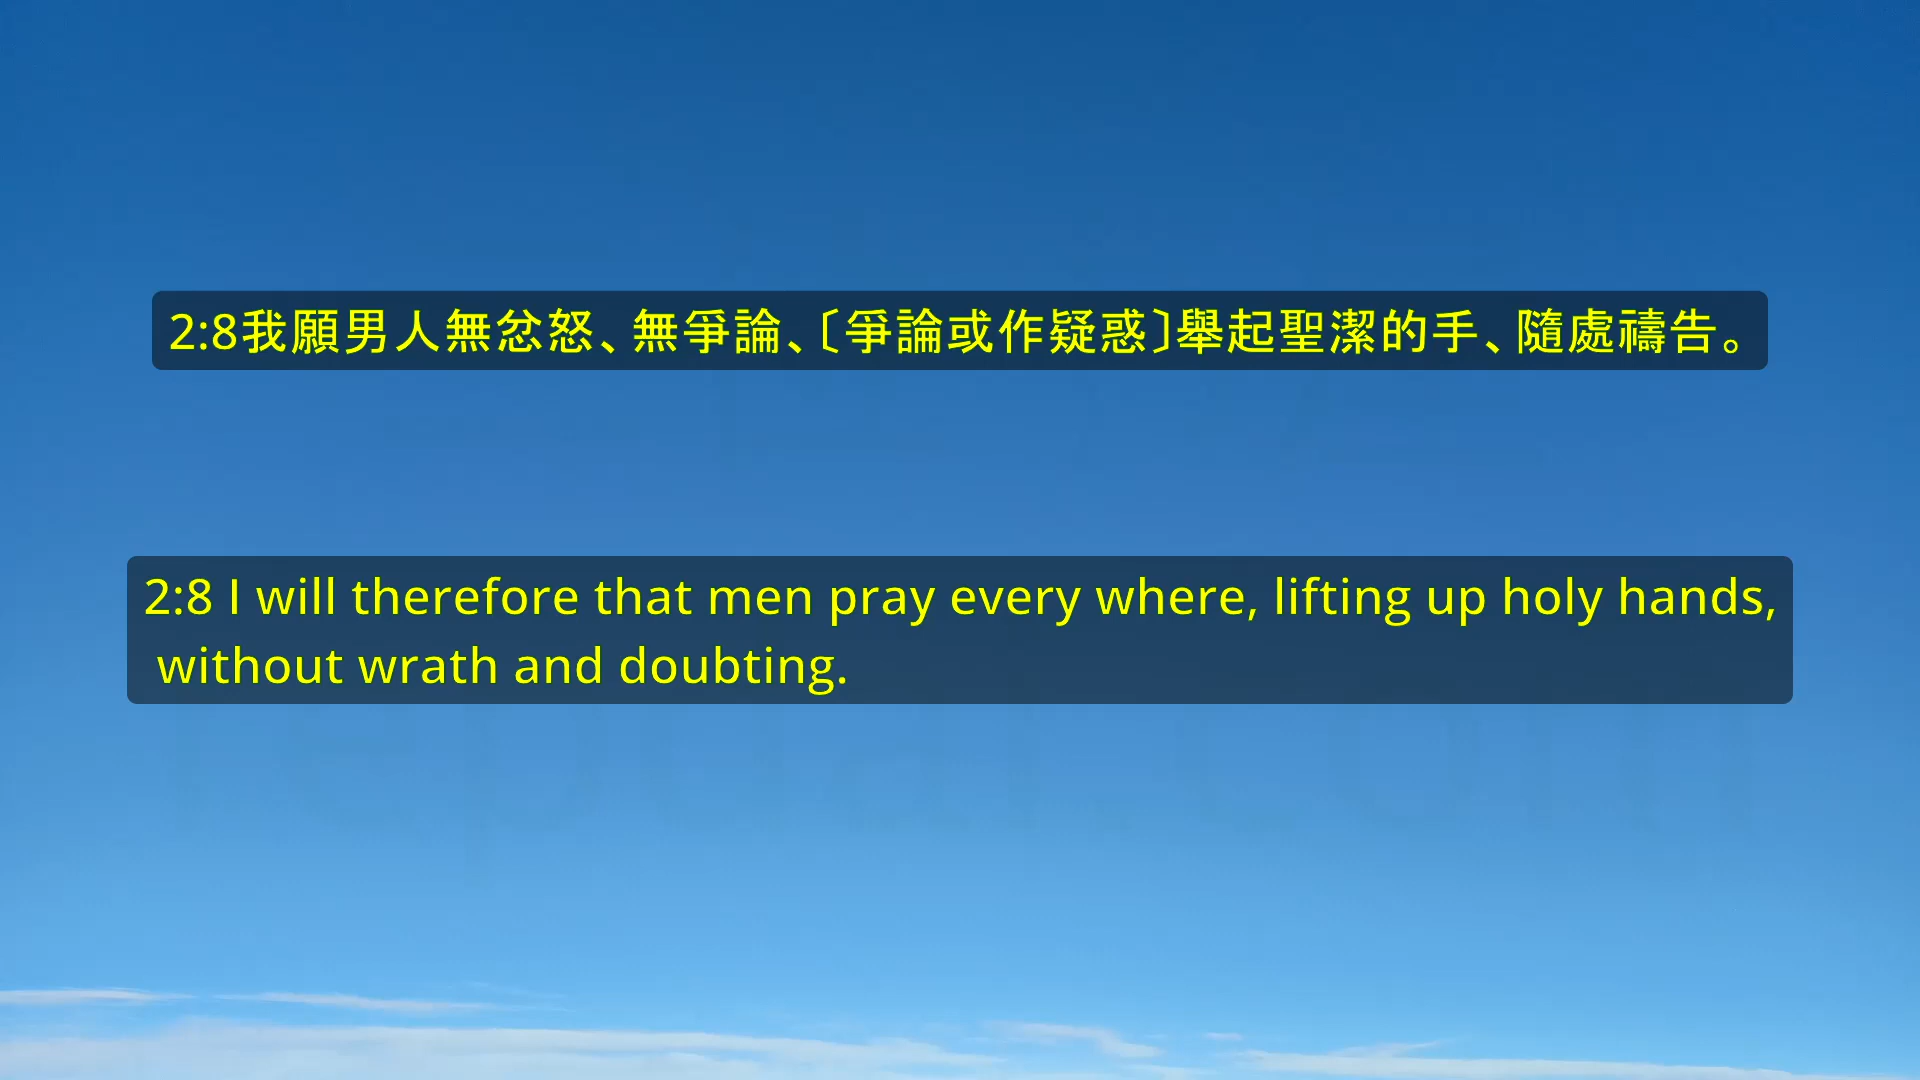 2:8我願男人無忿怒、無爭論、〔爭論或作疑惑〕舉起聖潔的手、隨處禱告。
2:8 I will therefore that men pray every where, lifting up holy hands,
without wrath and doubting.